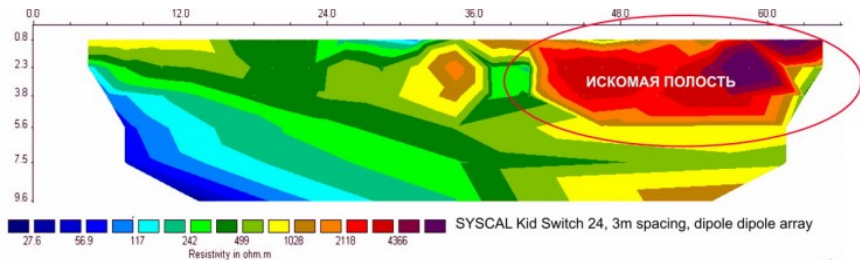 0.0 12.0 24.0 36.0 48.0 60.0
0.8
2.3
3.8
5.6
7.5
9.6
ИСКОМАЯ ПОЛОСТЬ
SYSCAL Kid Switch 24, 3m spacing, dipole dipole array
27.6 56.9 117 242 499 1028 2118 4366
Resistivity in ohm.m